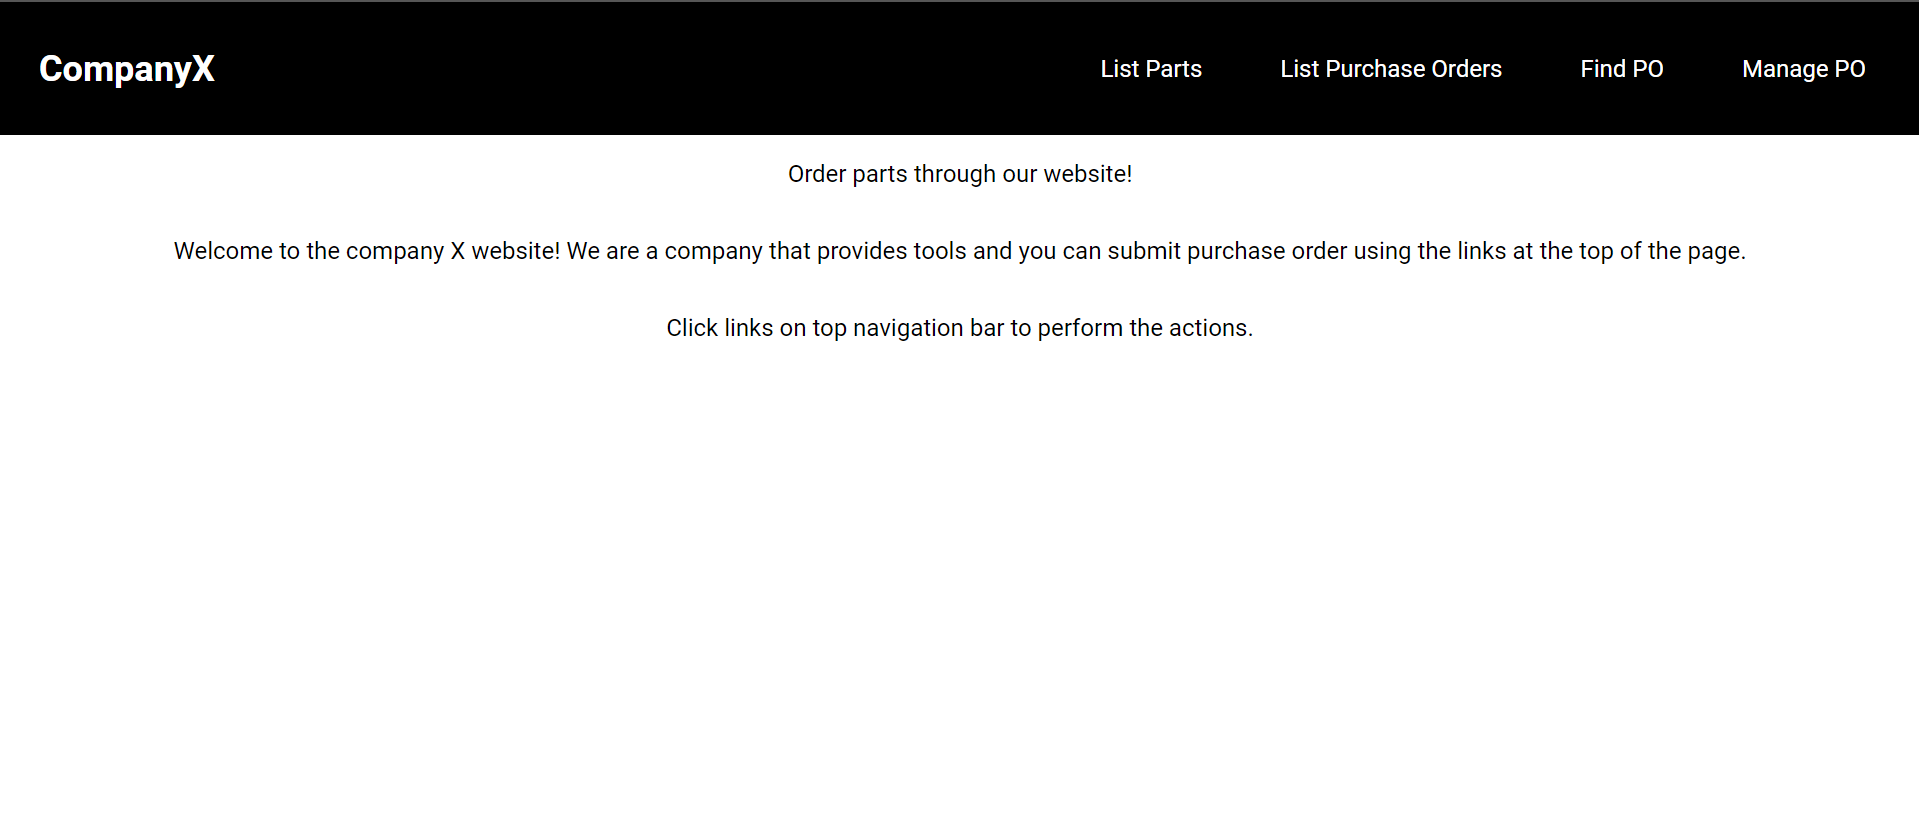 CompanyX
List Parts
List Purchase Orders
Find PO
Manage PO
Order parts through our website!
Welcome to the company X website! We are a company that provides tools and you can submit purchase order using the links at the top of the page.
Click links on top navigation bar to perform the actions.